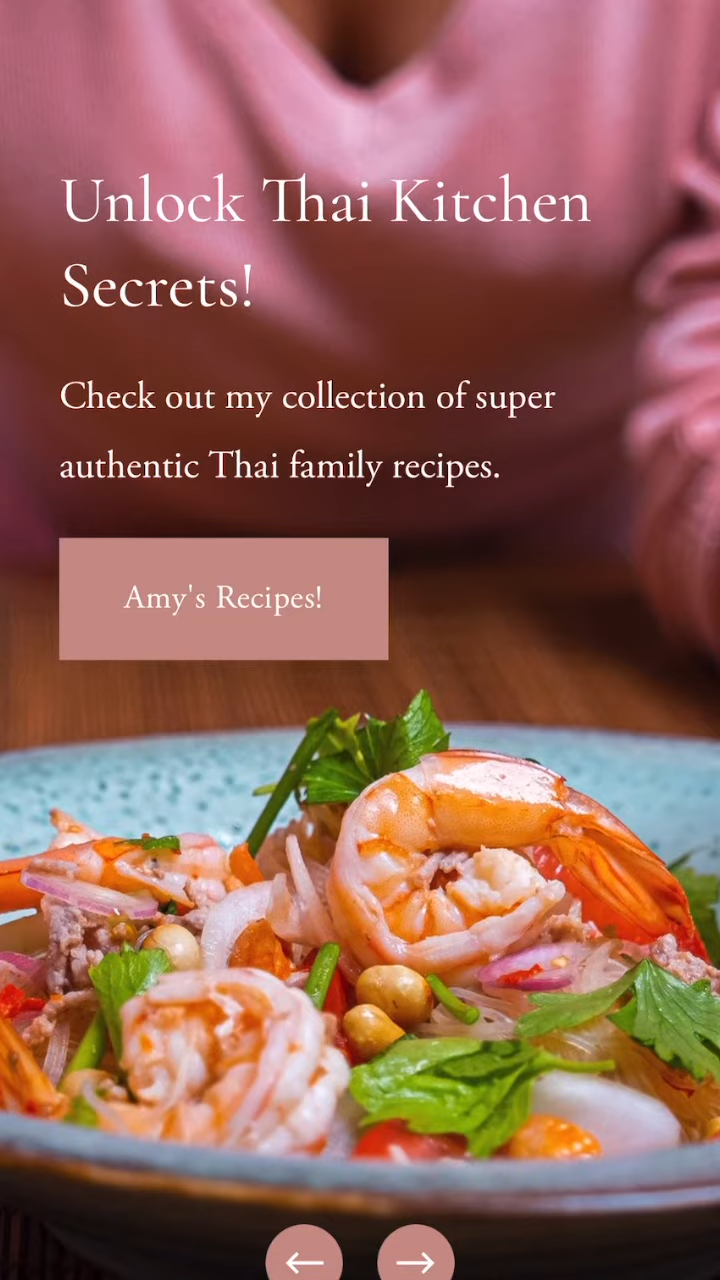 Unlock Thai Kitchen
Secrets!
Check out my collection of super
authentic Thai family recipes.
Amy's Recipes!